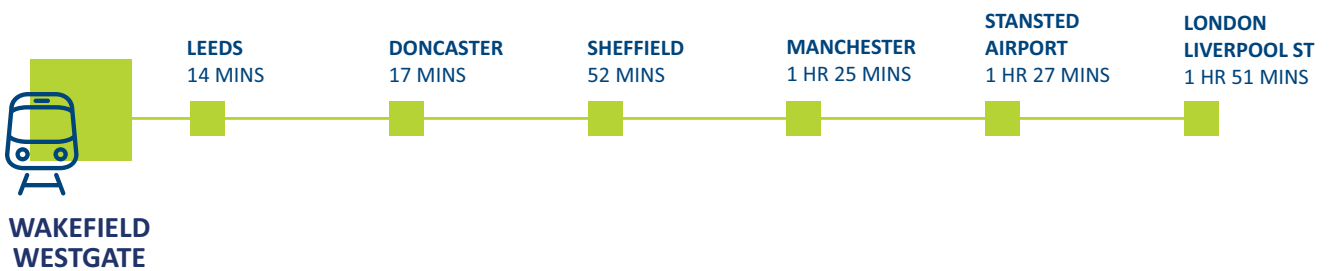 WAKEFIELD
WESTGATE
LEEDS
14 MINS
DONCASTER
17 MINS
SHEFFIELD
52 MINS
MANCHESTER
1 HR 25 MINS
STANSTED
AIRPORT
1 HR 27 MINS
LONDON
LIVERPOOL ST
1 HR 51 MINS